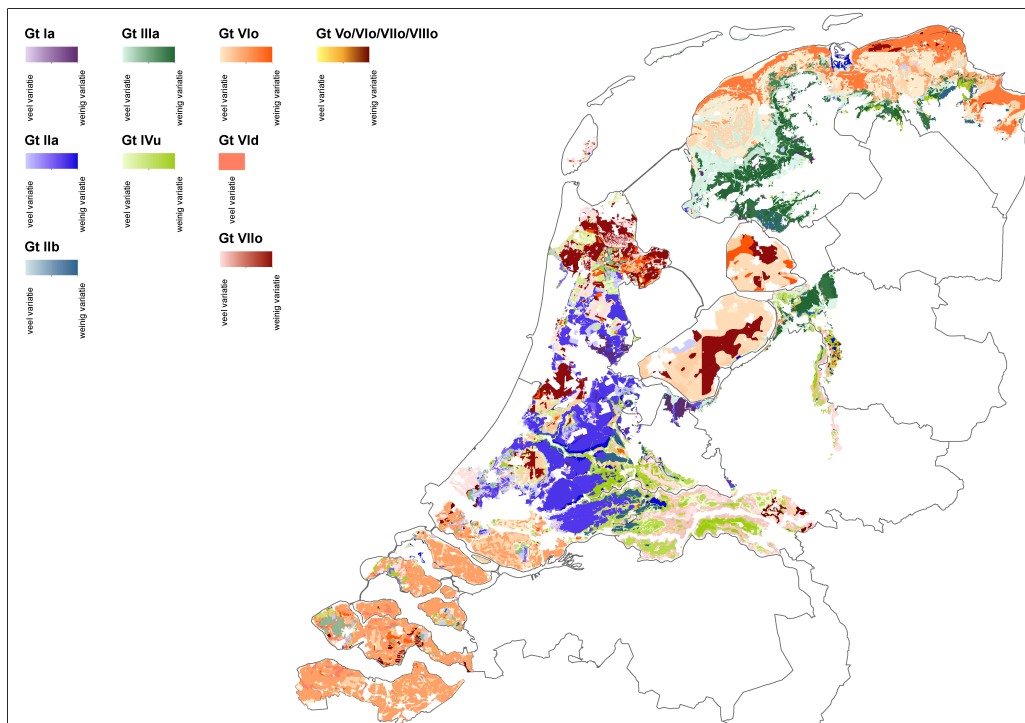 Gt Ia
veel variatie
weinig variatie
Gt IIIa
veel variatie
weinig variatie
Gt VIo
veel variatie
weinig variatie
Gt Vo/VIo/VIIo/VIIIo
veel variatie
weinig variatie
Gt IIa
veel variatie
weinig variatie
Gt IVu
veel variatie
weinig variatie
Gt VId
veel variatie
weinig variatie
Gt IIb
veel variatie
weinig variatie
Gt VIIo
veel variatie
weinig variatie